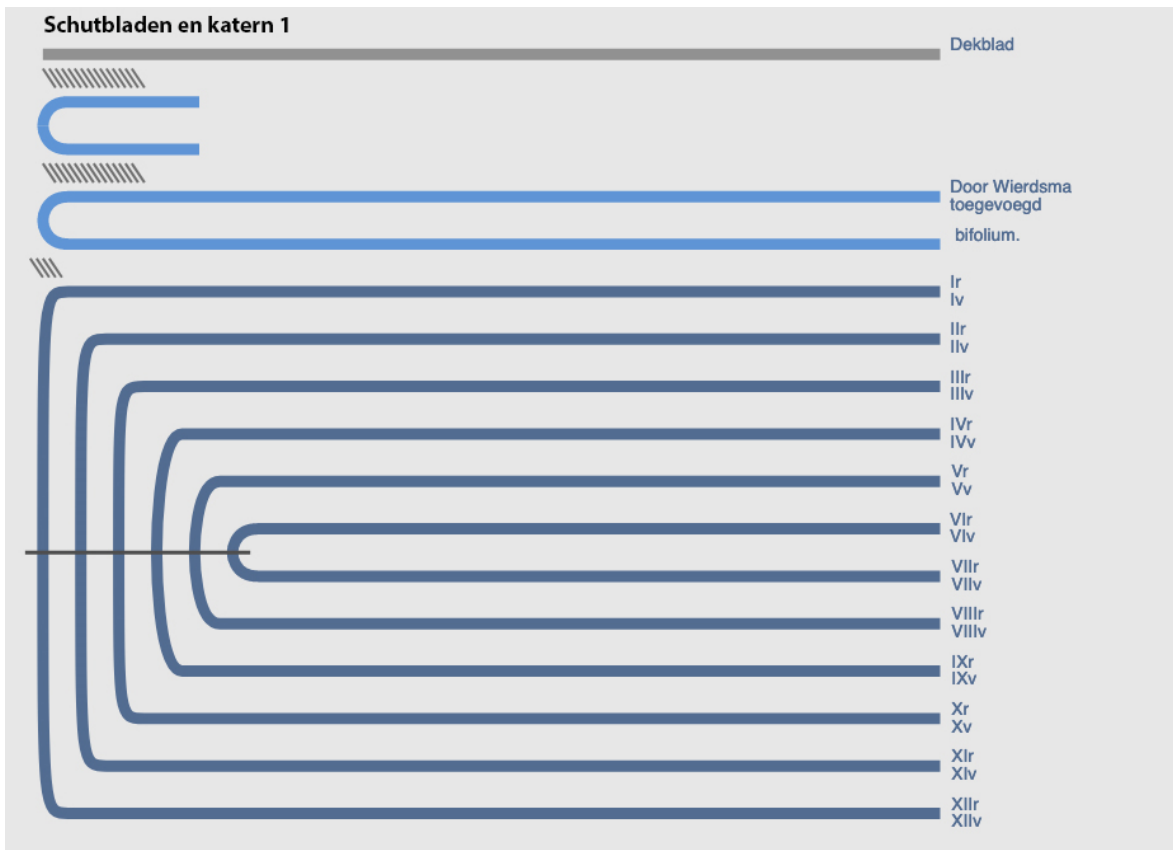 Schutbladen en katern 1
Dekblad
Door Wierdsma
toegevoegd
bifolium.
Ir
Iv
IIr
IIv
IIIr
IIIv
IVr
IVv
Vr
Vv
VIr
VIv
VIIr
VIIv
VIIIr
VIIIv
IXr
IXv
Xr
Xv
XIr
XIv
XIIr
XIIv